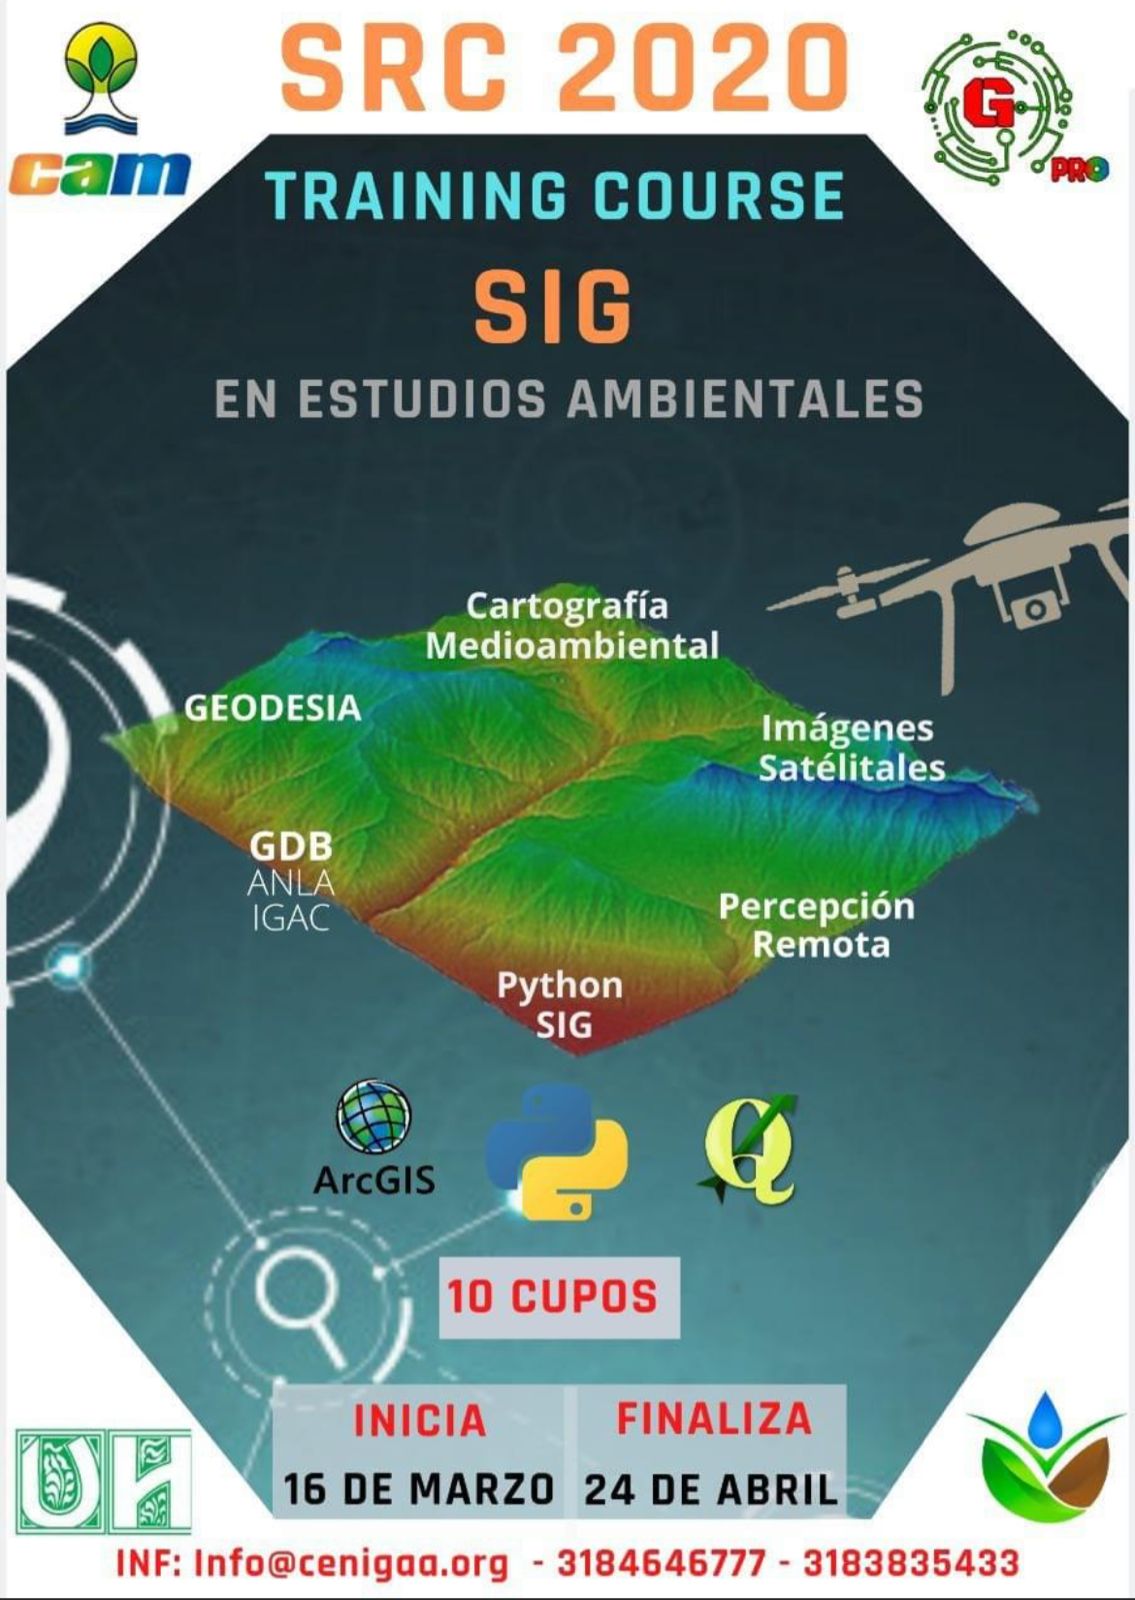 SRC 2020
cam
G
PRO
TRAINING COURSE
SIG
EN ESTUDIOS AMBIENTALES
Cartografía
Medioambiental
GEODESIA
Imágenes
Satélitales
GDB
ANLA
IGAC
Percepción
Remota
Python
SIG
ArcGIS
Q
10 CUPOS
INICIA
FINALIZA
16 DE MARZO
24 DE ABRIL
UH
INF: Info@cenigaa.org - 3184646777 - 3183835433